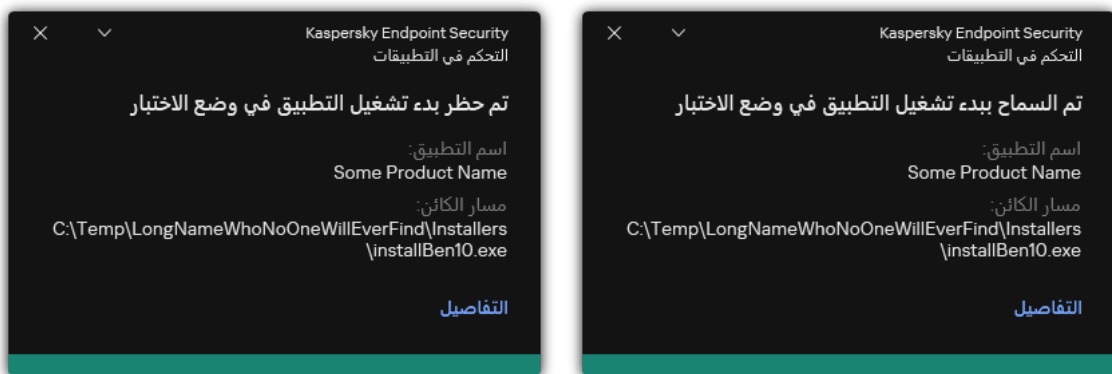 Kaspersky Endpoint Security
التحكم في التطبيقات
تم حظر بدء تشغيل التطبيق في وضع الاختبار
اسم التطبيق:
Some Product Name
مسار الكائن:
C:\Temp\LongNameWhoNoOneWillEverFind\Installers
\installBen10.exe
التفاصيل
Kaspersky Endpoint Security
التحكم في التطبيقات
تم السماح ببدء تشغيل التطبيق في وضع الاختبار
اسم التطبيق:
Some Product Name
مسار الكائن:
C:\Temp\LongNameWhoNoOneWillEverFind\Installers
\installBen10.exe
التفاصيل